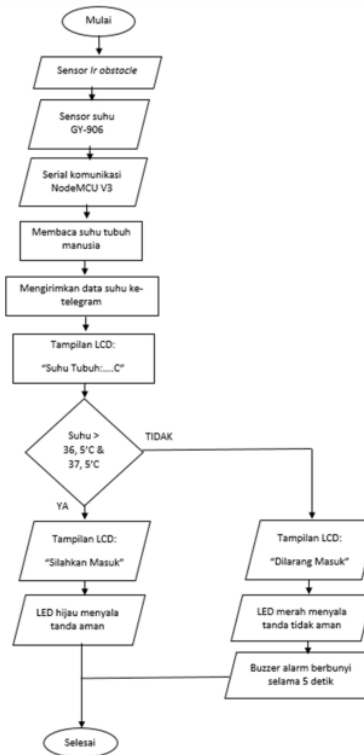 Mulai
Sensor Ir obstacle
Sensor suhu
GY-906
Serial komunikasi
NodeMCU V3
Membaca suhu tubuh
manusia
Mengirimkan data suhu ke-
telegram
Tampilan LCD:
"Suhu Tubuh:....C"
Suhu >
36, 5'C &
37, 5'C
TIDAK
YA
Tampilan LCD:
"Silahkan Masuk"
Tampilan LCD:
"Dilarang Masuk"
LED hijau menyala
tanda aman
LED merah menyala
tanda tidak aman
Buzzer alarm berbunyi
selama 5 detik
Selesai